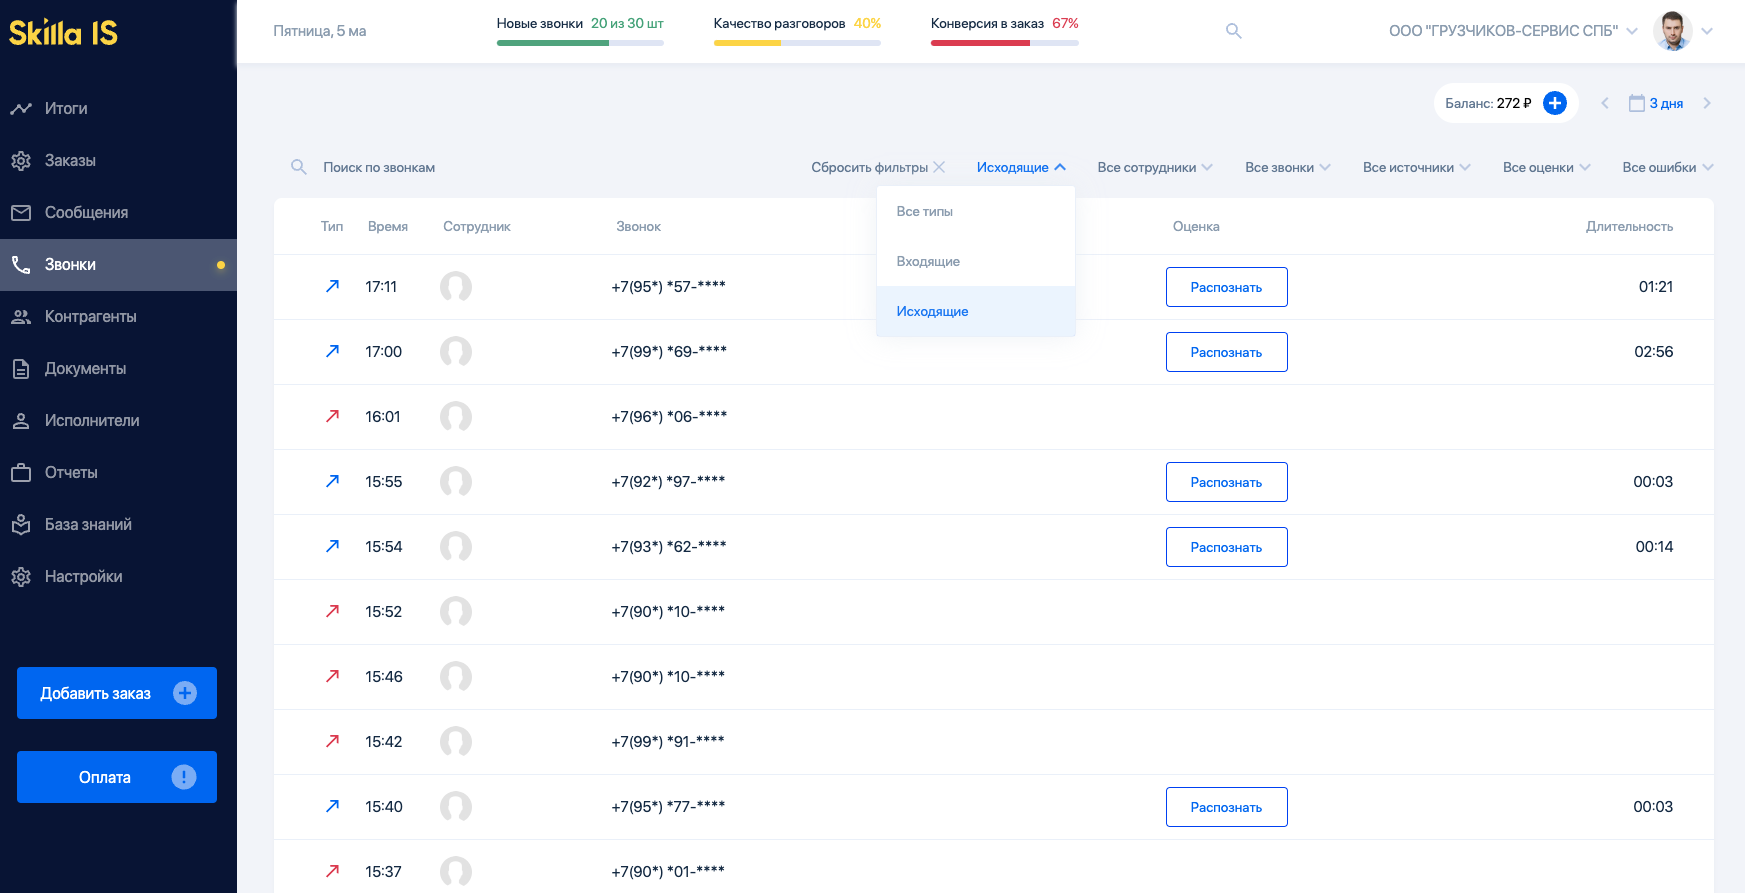 Skilla IS
Пятница, 5 ма
Новые звонки 20 из 30 шт
Качество разговоров 40%
Конверсия в заказ 67%
ООО "ГРУЗЧИКОВ-СЕРВИС СПБ"
Итоги
Заказы
Сообщения
Звонки
Контрагенты
Документы
Исполнители
Отчеты
База знаний
Настройки
Добавить заказ
Оплата
Баланс: 272 ₽
3 дня
Поиск по звонкам
Сбросить фильтры
Исходящие
Все сотрудники
Все звонки
Все источники
Все оценки
Все ошибки
Все типы
Входящие
Исходящие
Тип Время Сотрудник Звонок Оценка Длительность
17:11 +7(95*) *57-**** Распознать 01:21
17:00 +7(99*) *69-**** Распознать 02:56
16:01 +7(96*) *06-****
15:55 +7(92*) *97-**** Распознать 00:03
15:54 +7(93*) *62-**** Распознать 00:14
15:52 +7(90*) *10-****
15:46 +7(90*) *10-****
15:42 +7(99*) *91-****
15:40 +7(95*) *77-**** Распознать 00:03
15:37 +7(90*) *01-****